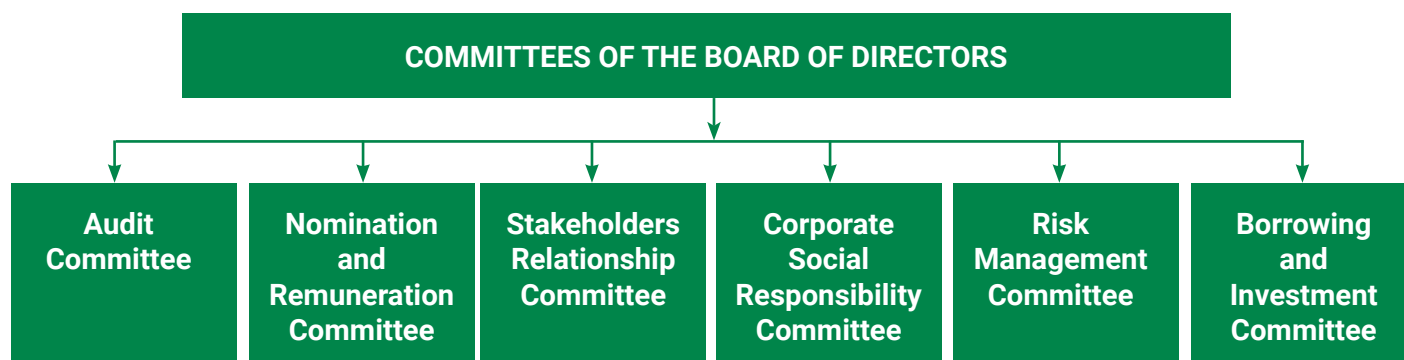 COMMITTEES OF THE BOARD OF DIRECTORS
Audit
Committee
Nomination
and
Remuneration
Committee
Stakeholders
Relationship
Committee
Corporate
Social
Responsibility
Committee
Risk
Management
Committee
Borrowing
and
Investment
Committee